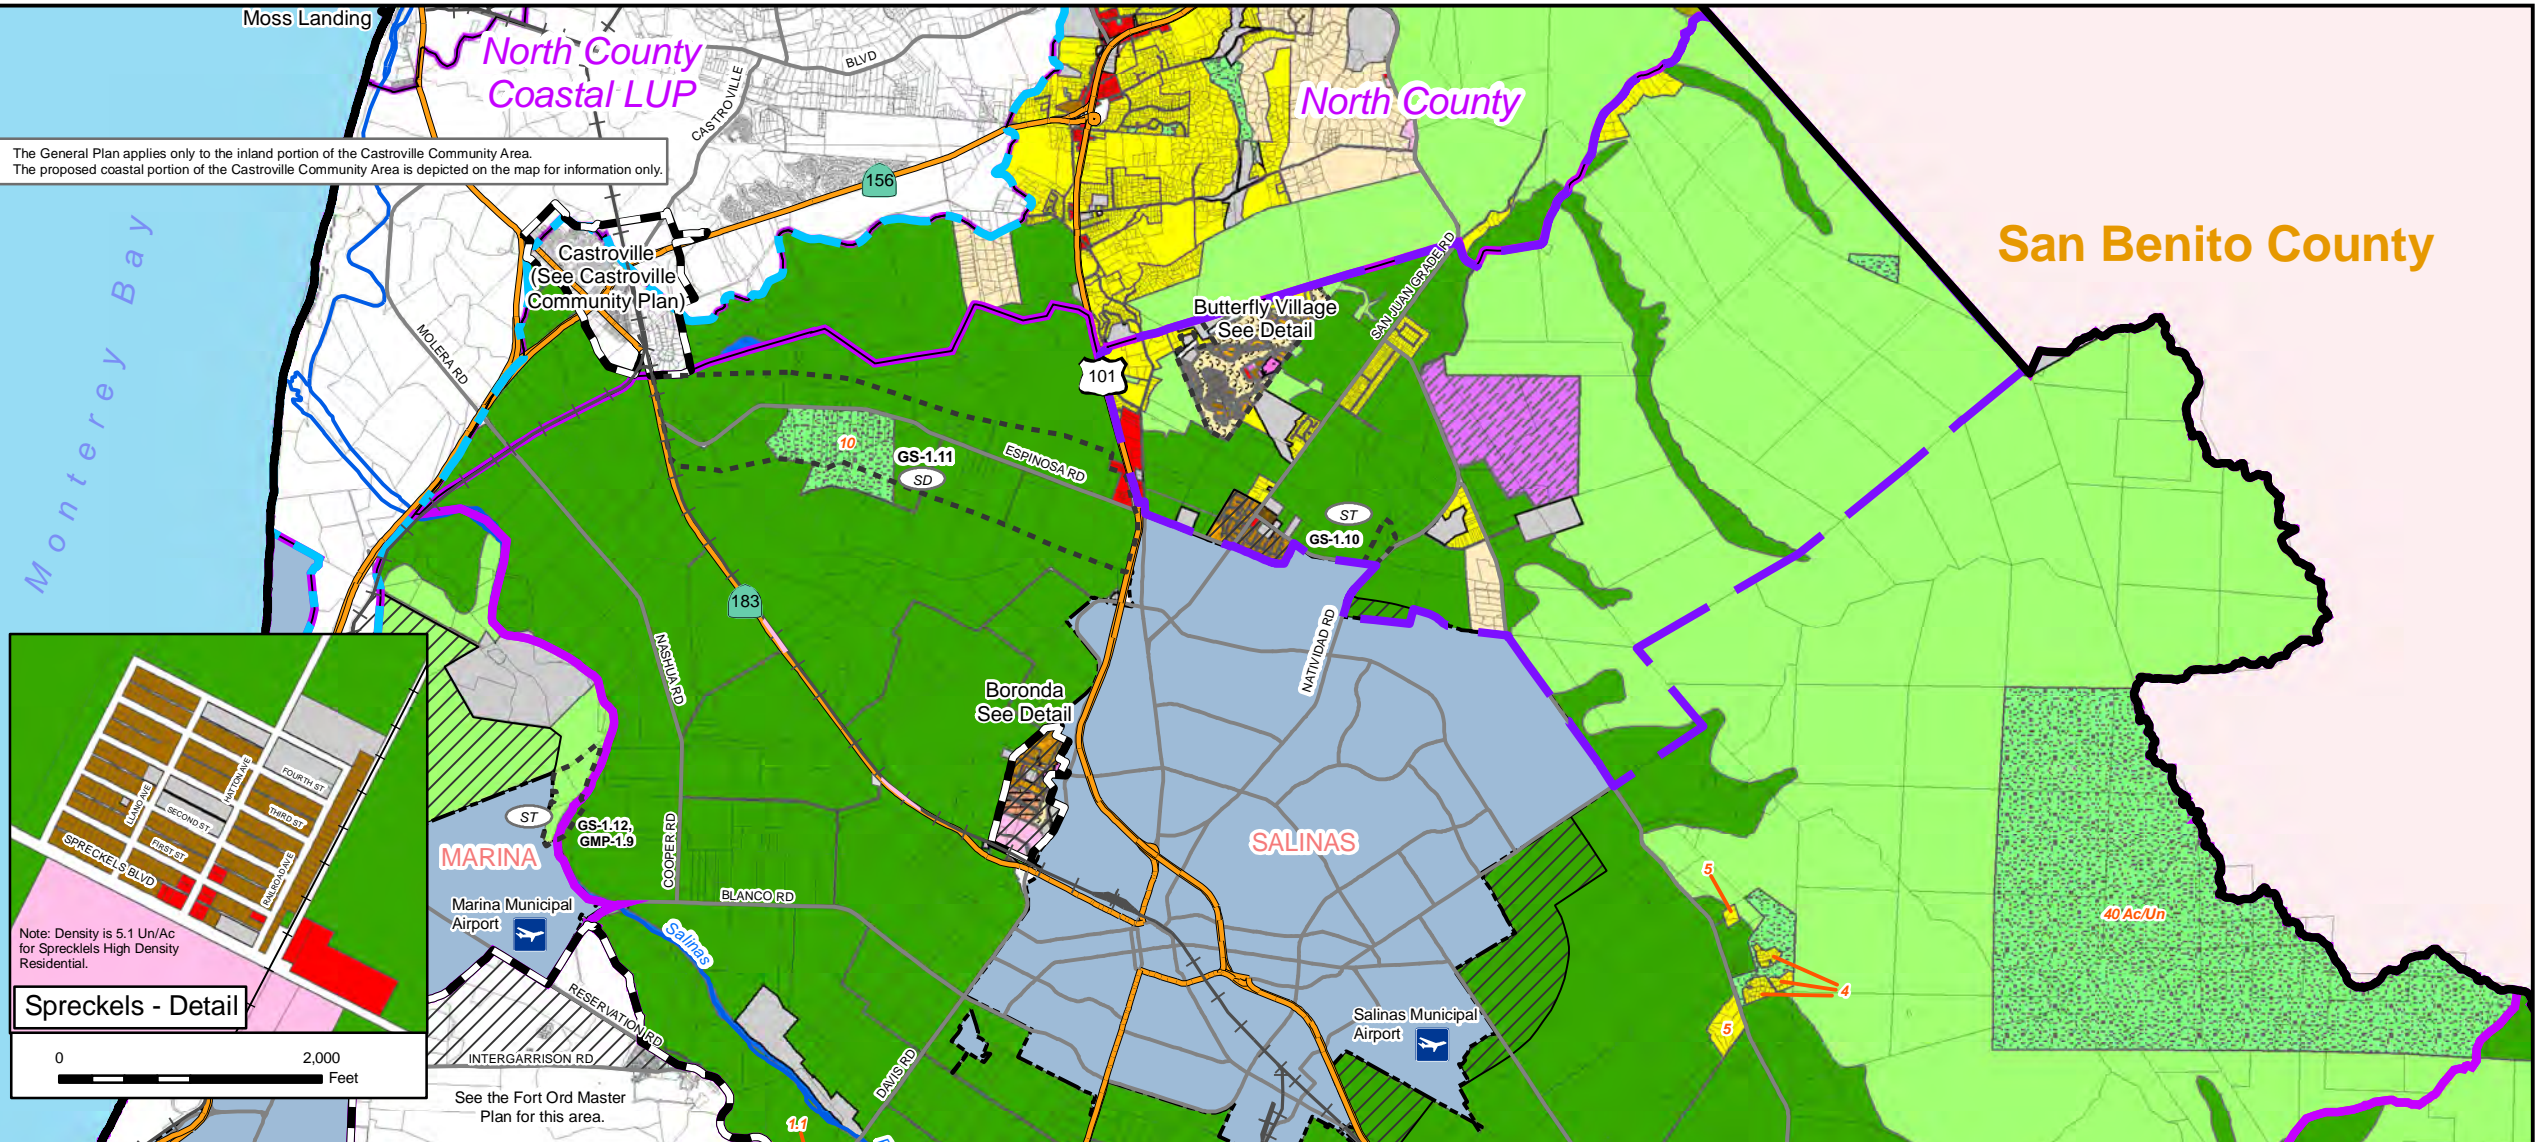 Moss Landing
North County
Coastal LUP
BLVD
CASTROVILLE
North County
The General Plan applies only to the inland portion of the Castroville Community Area.
The proposed coastal portion of the Castroville Community Area is depicted on the map for information only.
156
San Benito County
Monterey Bay
Castroville
(See Castroville
Community Plan)
MOLERA RD
Butterfly Village
See Detail
SAN JUAN GRADE RD
101
10
GS-1.11
SD
ESPINOSA RD
ST
GS-1.10
183
NASHUA RD
NATIVIDAD RD
Boronda
See Detail
SALINAS
ST
GS-1.12,
GMP-1.9
MARINA
COOPER RD
BLANCO RD
Marina Municipal
Airport
Salinas
RESERVATION RD
INTERGARRISON RD
See the Fort Ord Master
Plan for this area.
DAVIS RD
1.1
Salinas Municipal
Airport
5
4
5
40 Ac/Un
FOURTH ST
HATTON AVE
LLANO AVE
SECOND ST
THIRD ST
FIRST ST
RAILROAD AVE
SPRECKELS BLVD
Note: Density is 5.1 Un/Ac
for Sprecklels High Density
Residential.
Spreckels - Detail
0 2,000
Feet